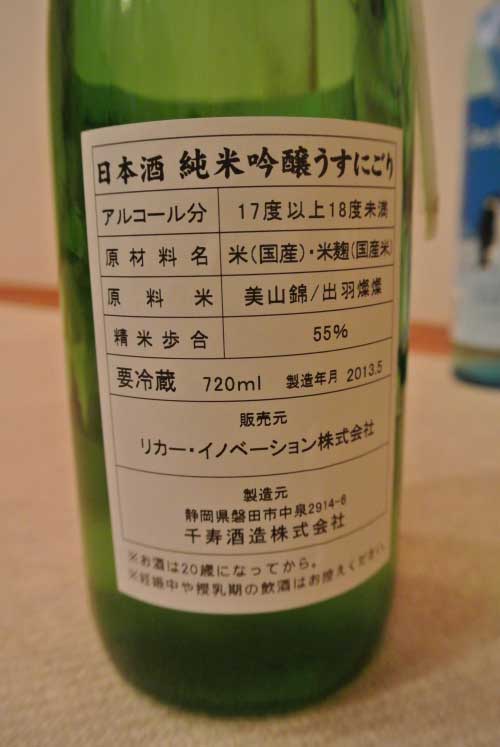 日本酒 純米吟醸うすにごり
アルコール分 17度以上18度未満
原材料名 米(国産)・米麹(国産米)
原料米 美山錦/出羽燦燦
精米歩合 55%
要冷蔵 720ml 製造年月 2013.5
販売元
リカー・イノベーション株式会社
製造元
静岡県磐田市中泉2914-6
千寿酒造株式会社
※お酒は20歳になってから。
※妊娠中や授乳期の飲酒はお控えください。